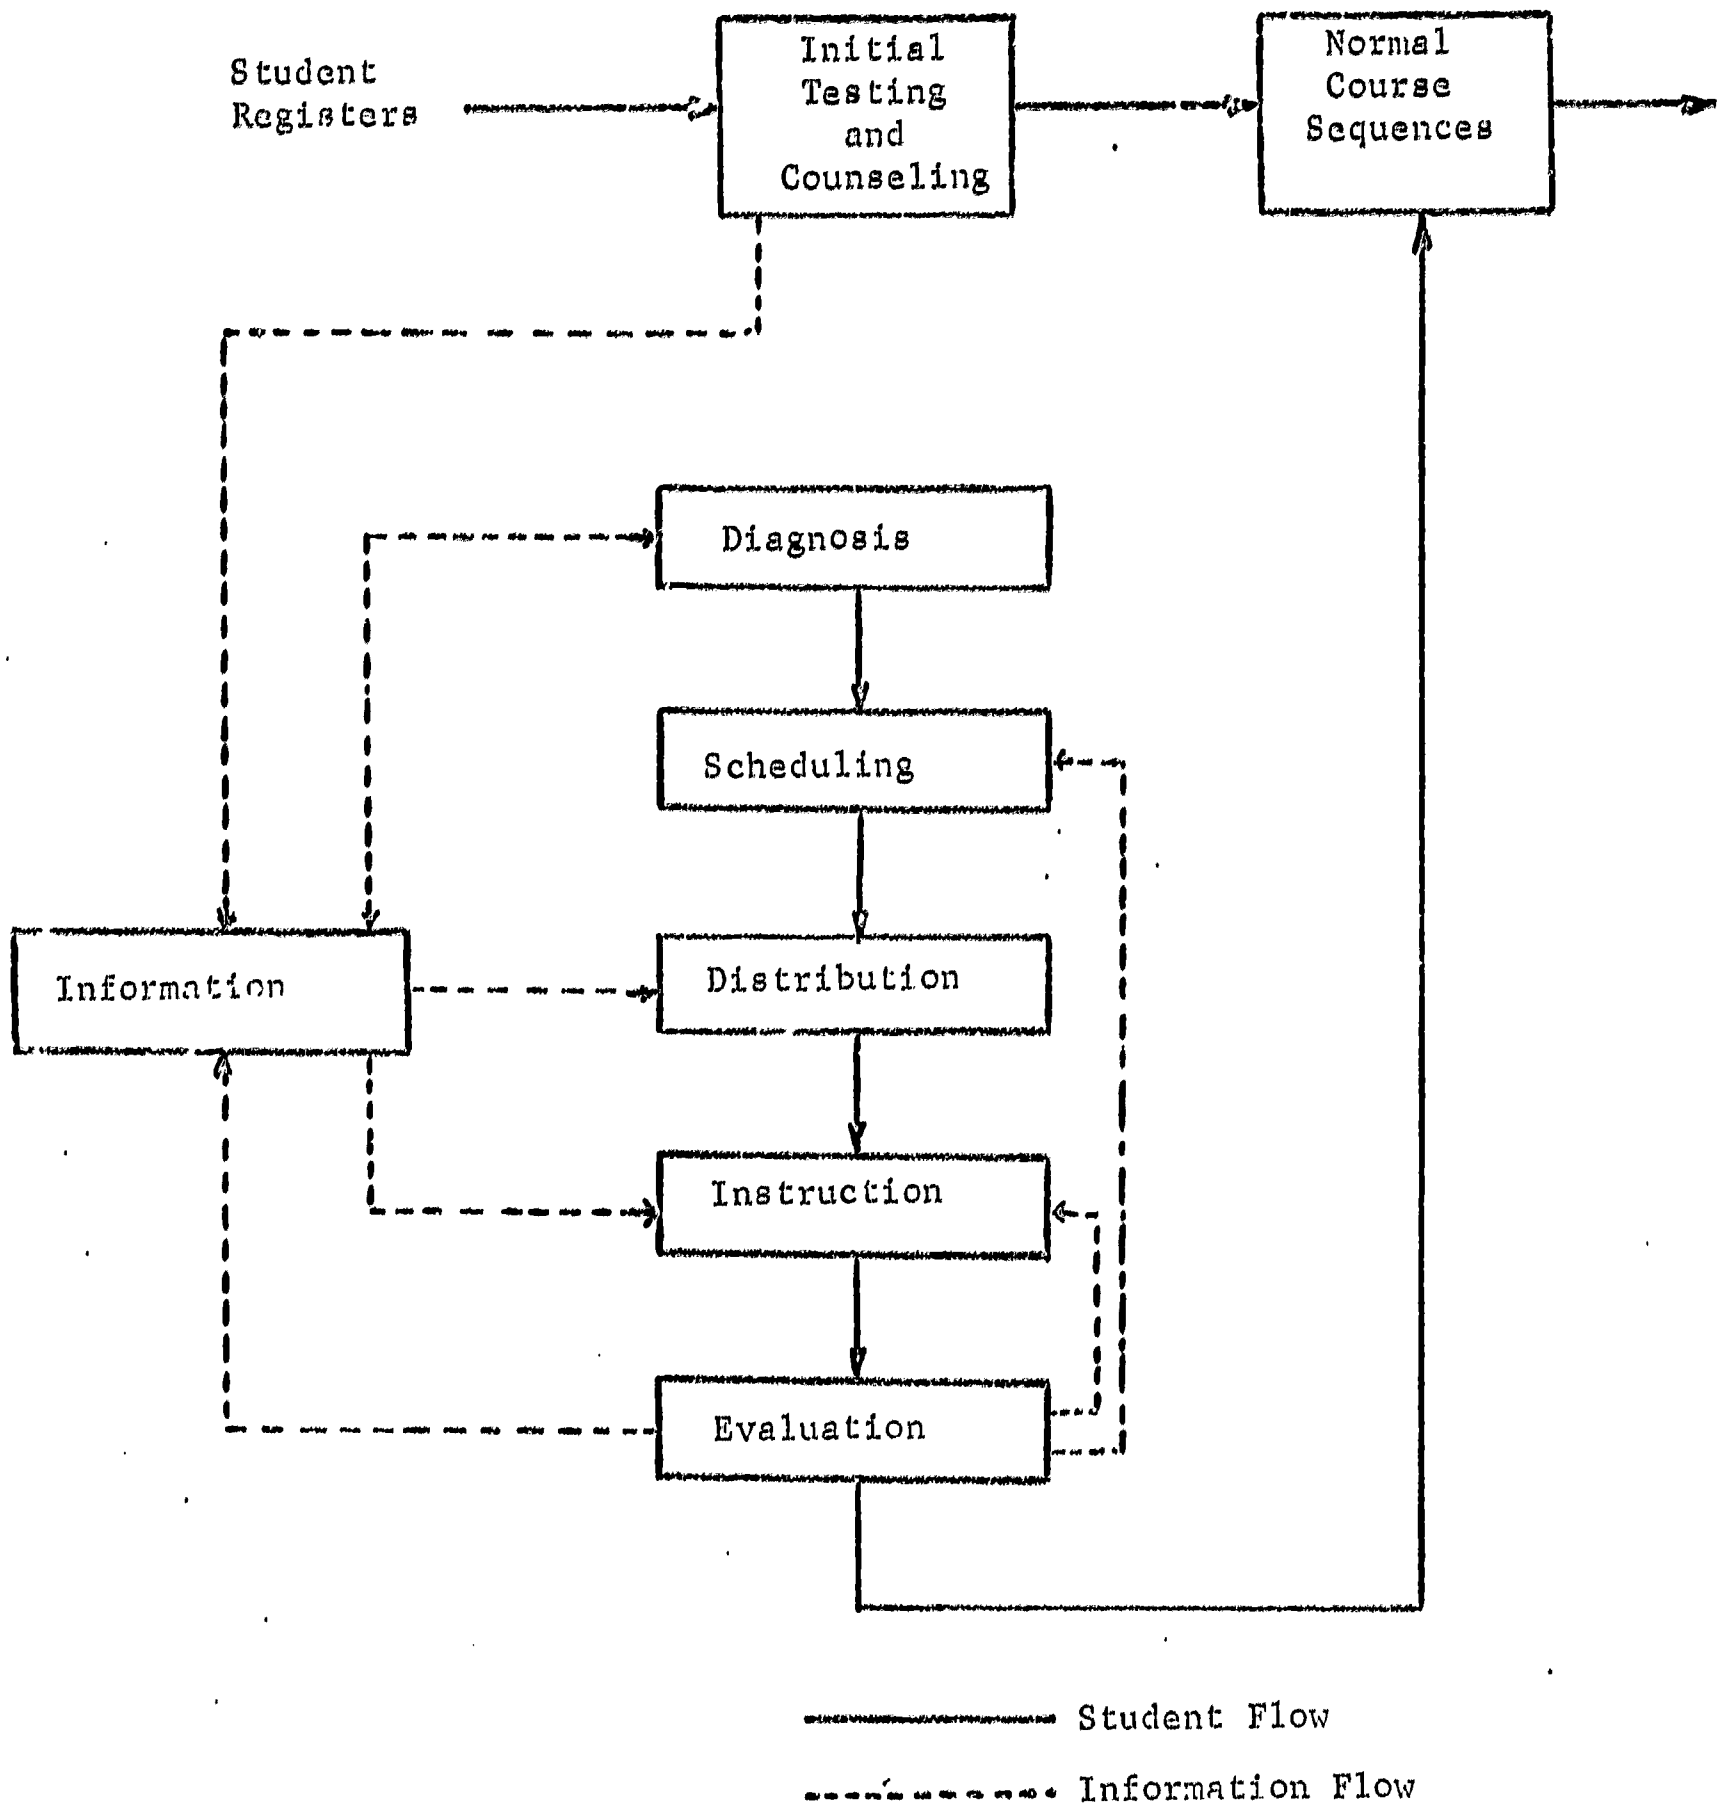 Student
Registers
Initial
Testing
and
Counseling
Normal
Course
Sequences
Diagnosis
Scheduling
Information
Distribution
Instruction
Evaluation
Student Flow
Information Flow